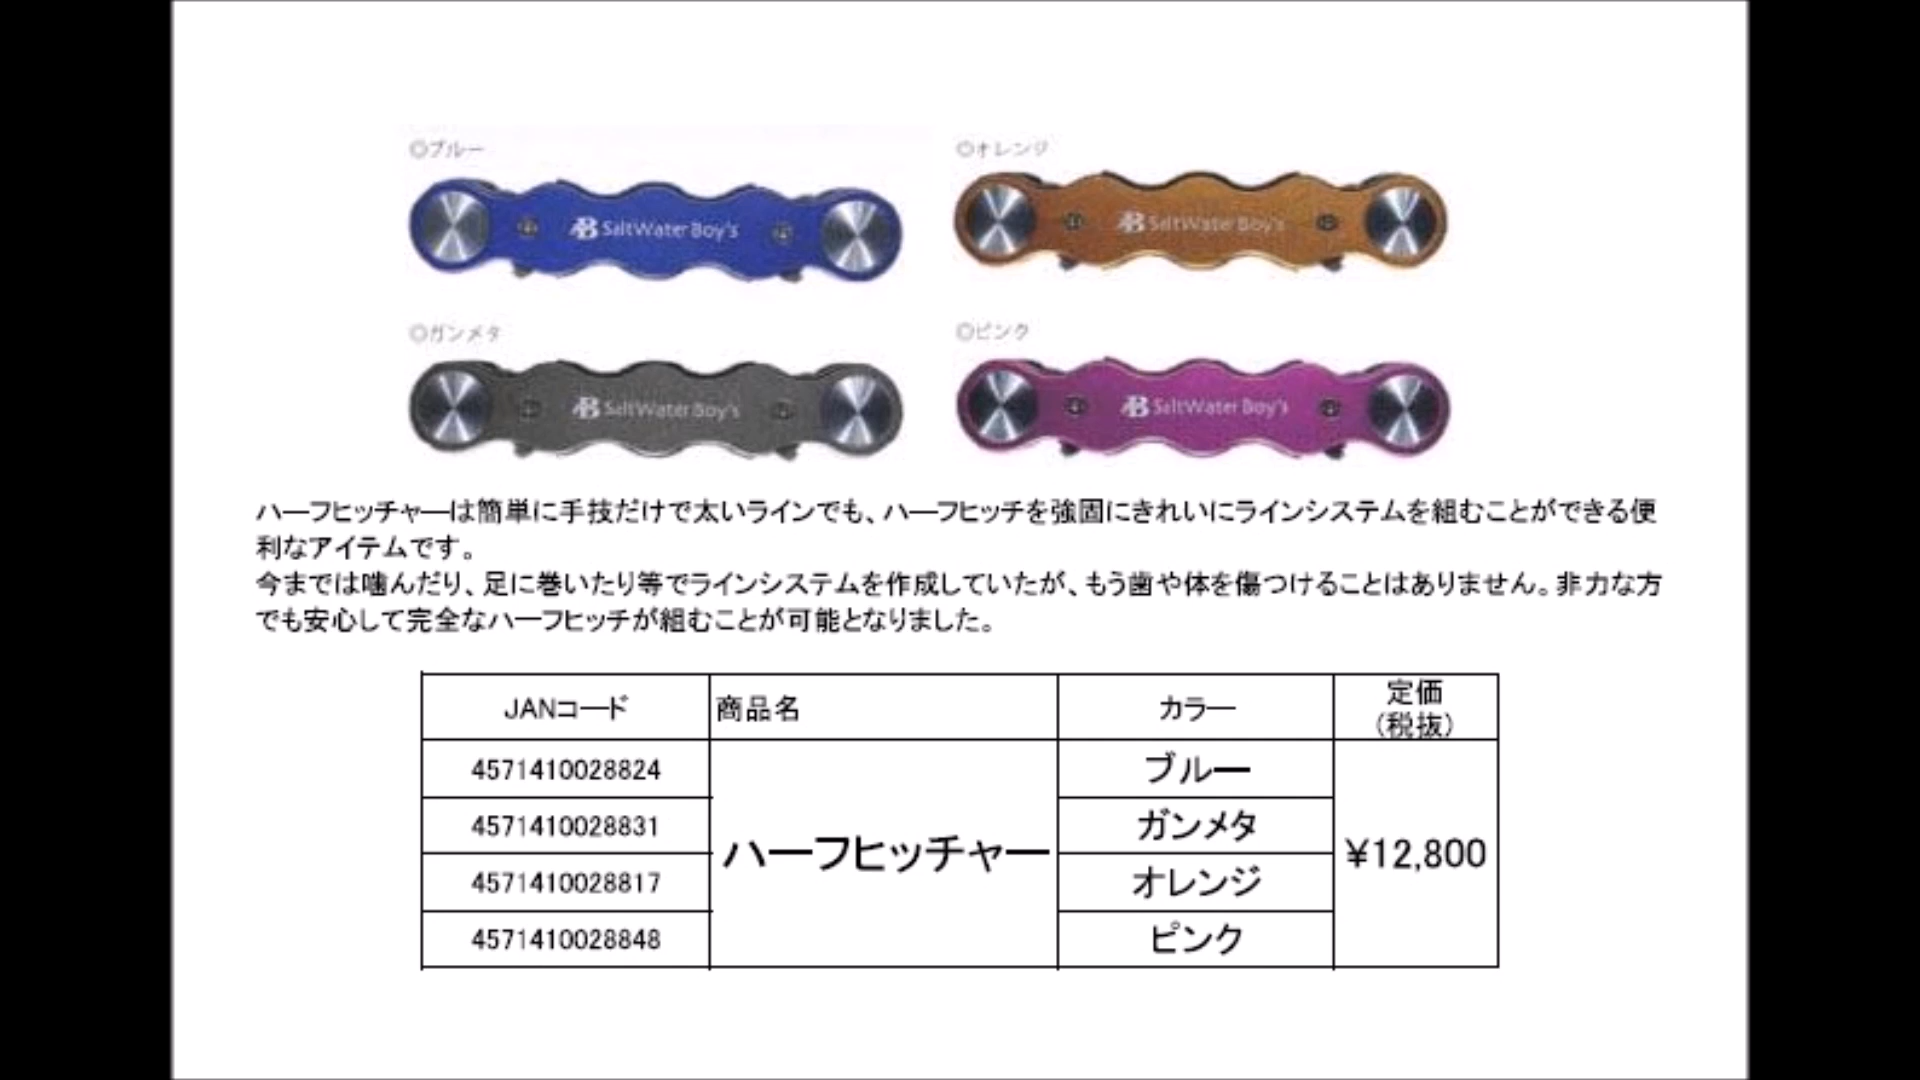 ◎ブルー
◎オレンジ
SaltWater Boy's
SaltWater Boy's
◎ガンメタ
◎ピンク
SaltWater Boy's
SaltWater Boy's
ハーフヒッチャーは簡単に手技だけで太いラインでも、ハーフヒッチを強固にきれいにラインシステムを組むことができる便
利なアイテムです。
今までは噛んだり、足に巻いたり等でラインシステムを作成していたが、もう歯や体を傷つけることはありません。非力な方
でも安心して完全なハーフヒッチが組むことが可能となりました。
JANコード 商品名 カラー 定価
(税抜)
4571410028824 ブルー
4571410028831 ガンメタ
ハーフヒッチャー ¥12,800
4571410028817 オレンジ
4571410028848 ピンク